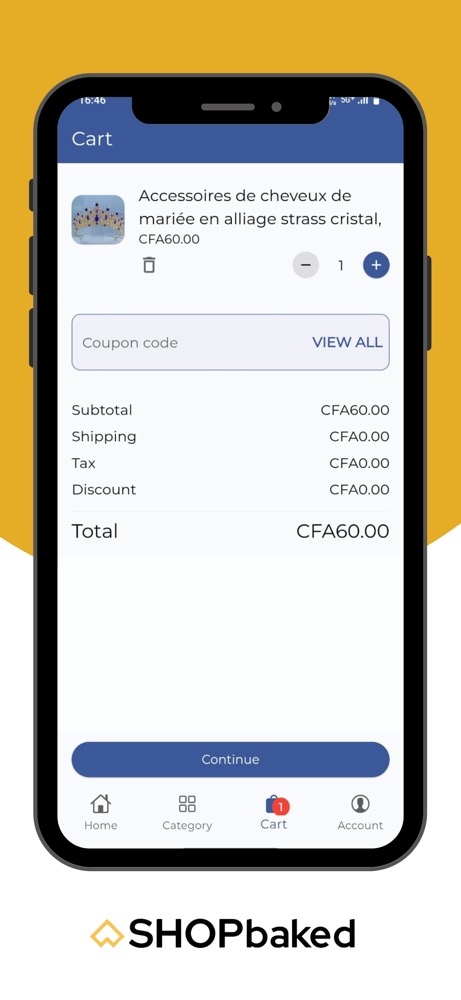 16:46
5G+
Cart
Accessoires de cheveux de
mariée en alliage strass cristal,
CFA60.00
1
Coupon code VIEW ALL
Subtotal CFA60.00
Shipping CFA0.00
Tax CFA0.00
Discount CFA0.00
Total CFA60.00
Continue
1
Home Category Cart Account
SHOPbaked